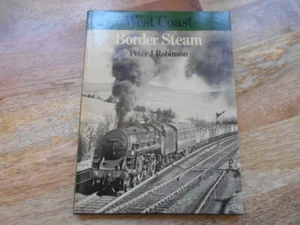 West Coast
Border Steam
Peter J Robinson